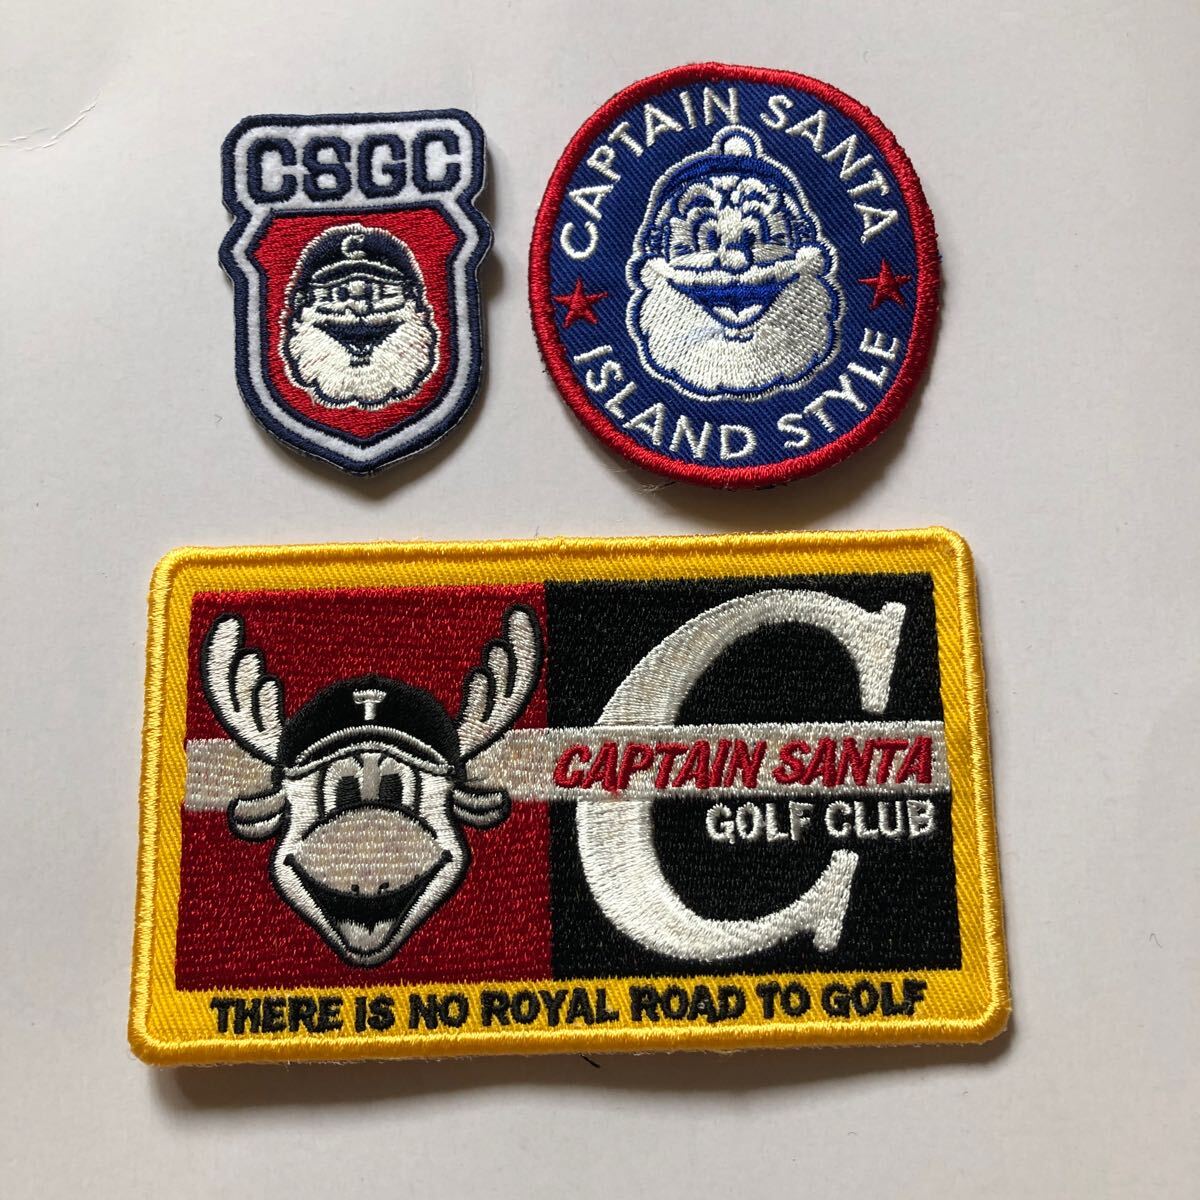 CSGC
C
CAPTAIN SANTA
ISLAND STYLE
T
C
CAPTAIN SANTA
GOLF CLUB
THERE IS NO ROYAL ROAD TO GOLF